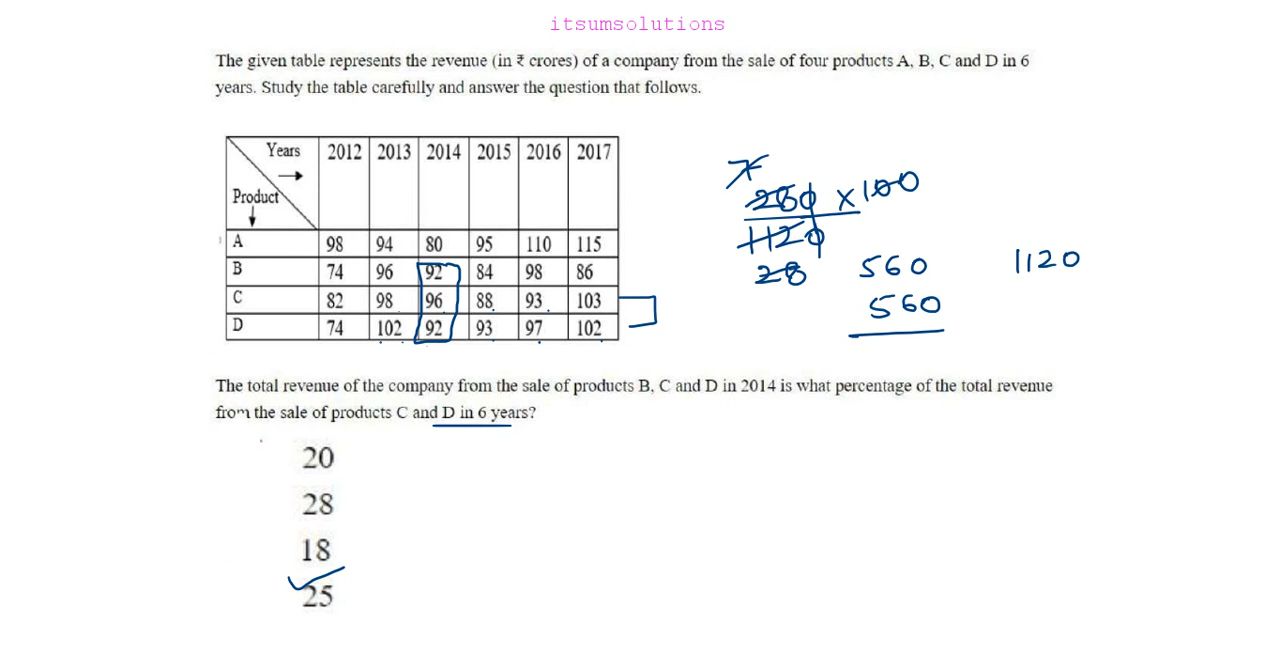 itsumsolutions
The given table represents the revenue (in ₹ crores) of a company from the sale of four products A, B, C and D in 6
years. Study the table carefully and answer the question that follows.
Years 2012 2013 2014 2015 2016 2017
Product
A 98 94 80 95 110 115
B 74 96 92 84 98 86
C 82 98 96 88 93 103
D 74 102 92 93 97 102
280 × 100
1120
28
560
560
1120
The total revenue of the company from the sale of products B, C and D in 2014 is what percentage of the total revenue
from the sale of products C and D in 6 years?
20
28
18
25